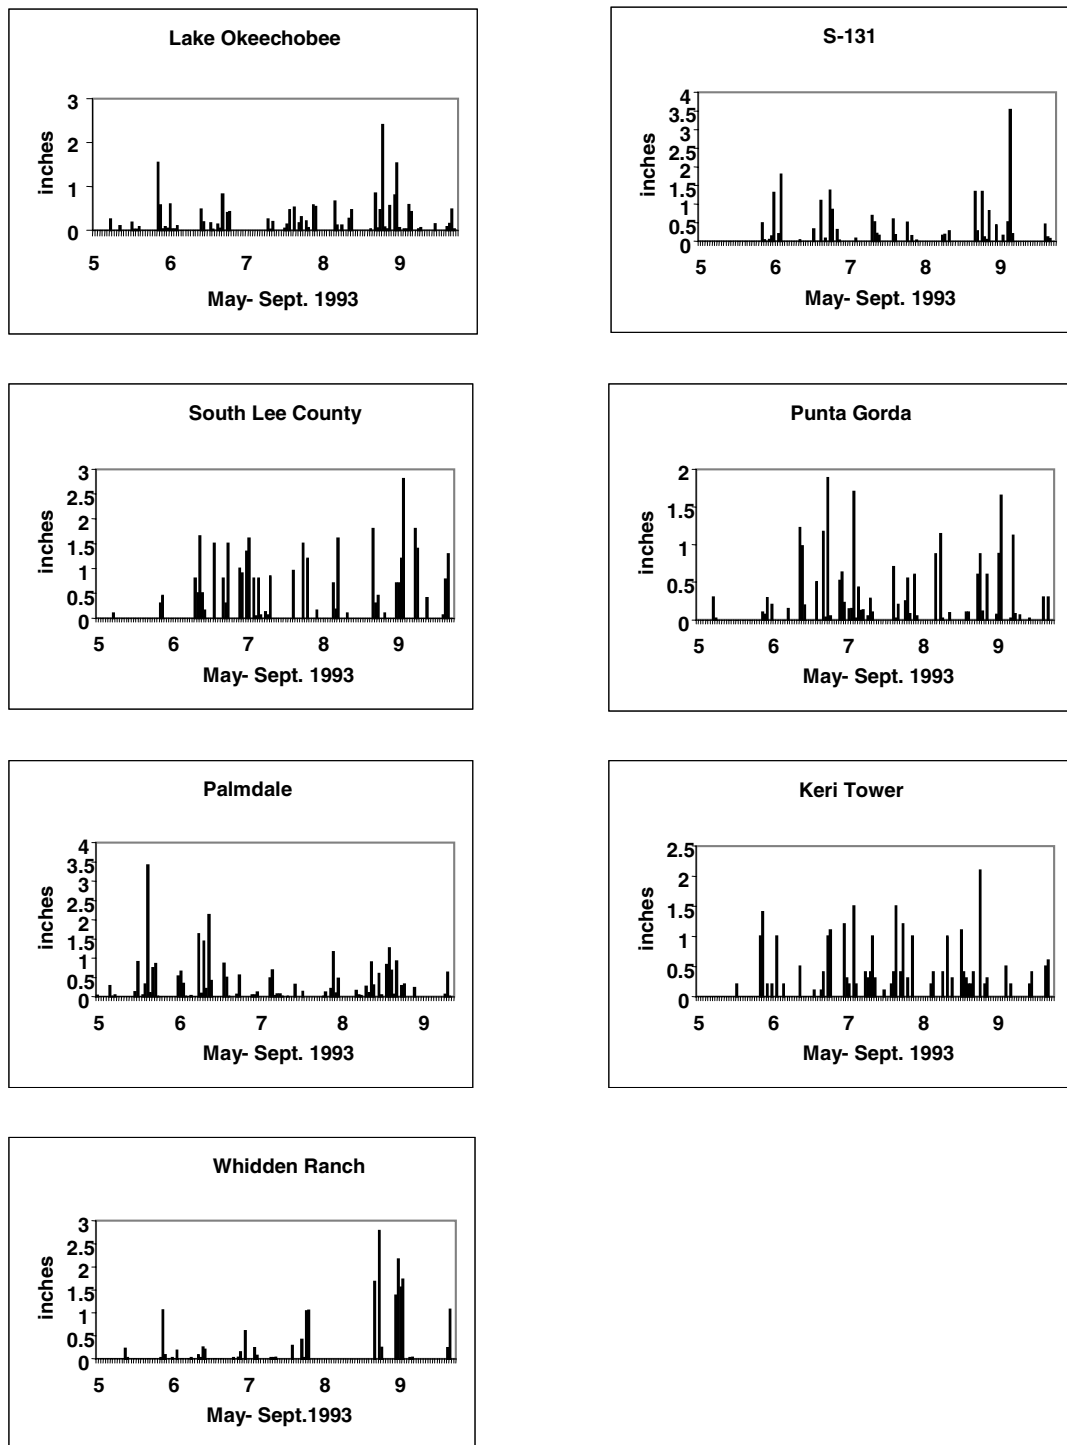 Lake Okeechobee
3
2
1
0
inches
5 6 7 8 9
May- Sept. 1993
S-131
4
3.5
3
2.5
2
1.5
1
0.5
0
inches
5 6 7 8 9
May- Sept. 1993
South Lee County
3
2.5
2
1.5
1
0.5
0
inches
5 6 7 8 9
May- Sept. 1993
Punta Gorda
2
1.5
1
0.5
0
inches
5 6 7 8 9
May- Sept. 1993
Palmdale
4
3.5
3
2.5
2
1.5
1
0.5
0
inches
5 6 7 8 9
May- Sept. 1993
Keri Tower
2.5
2
1.5
1
0.5
0
inches
5 6 7 8 9
May- Sept. 1993
Whidden Ranch
3
2.5
2
1.5
1
0.5
0
inches
5 6 7 8 9
May- Sept.1993